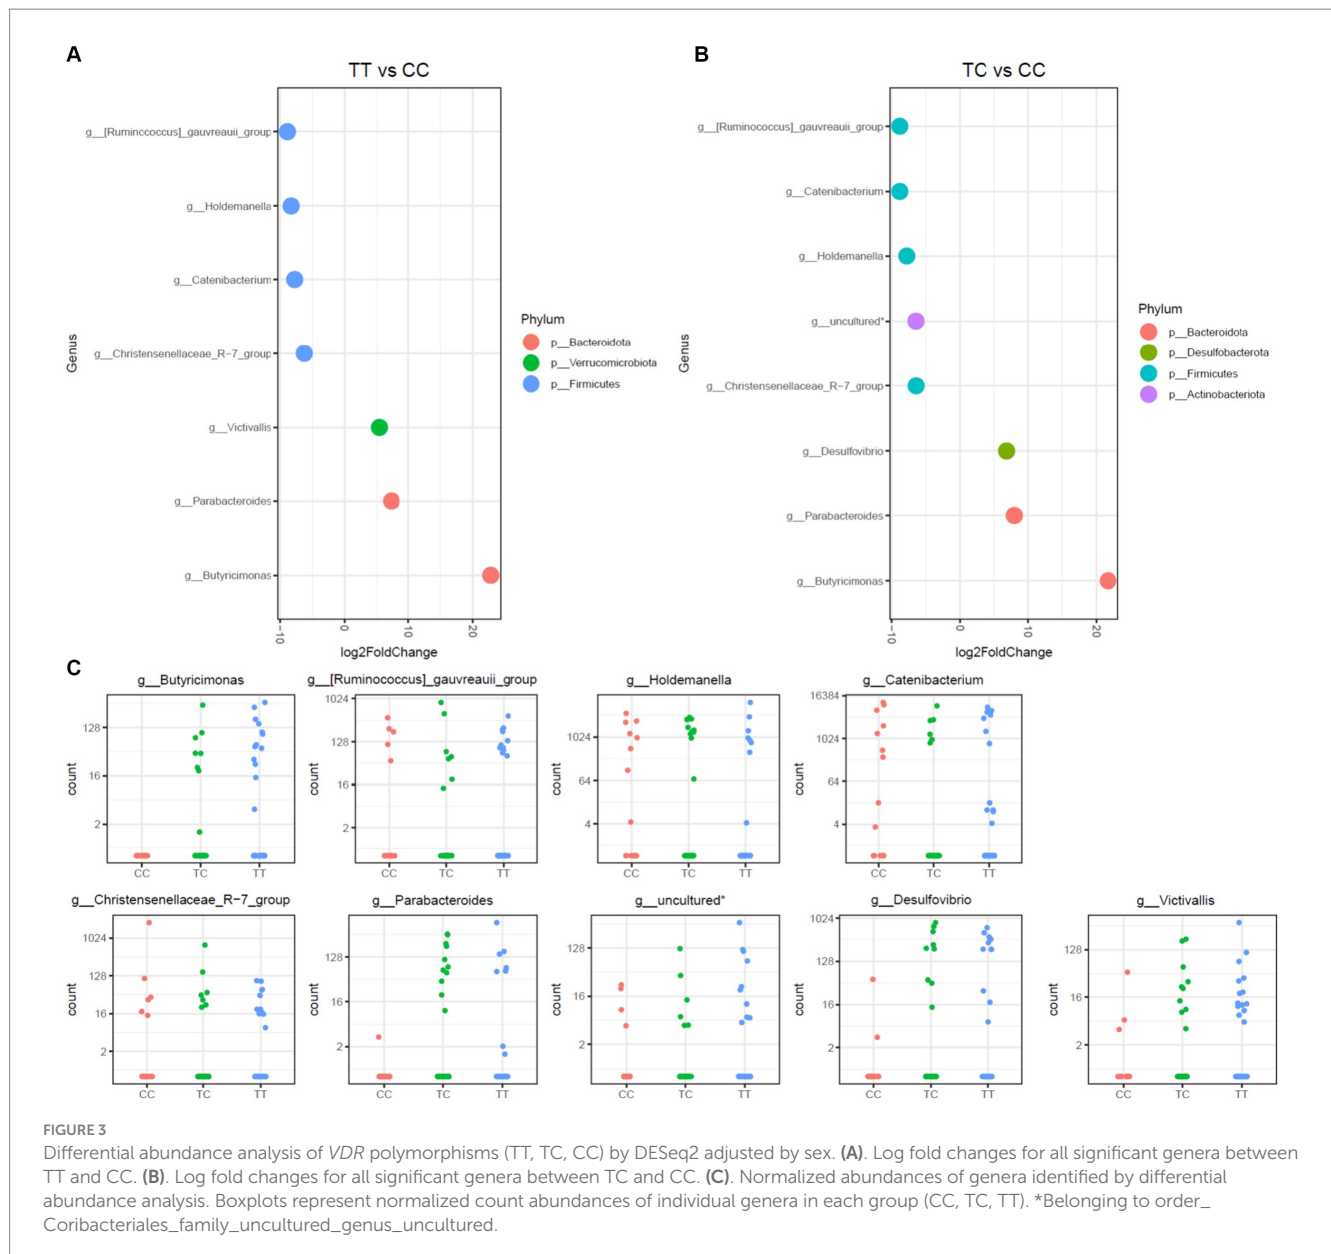 A
TT vs CC
Genus
g__[Ruminccoccus]_gauvreauii_group
g__Holdemanella
g__Catenibacterium
g__Christensenellaceae_R-7_group
g__Victivallis
g__Parabacteroides
g__Butyricimonas
-10
0
10
20
log2FoldChange
Phylum
p__Bacteroidota
p__Verrucomicrobiota
p__Firmicutes
B
TC vs CC
Genus
g__[Ruminococcus]_gauvreauii_group
g__Catenibacterium
g__Holdemanella
g__uncultured*
g__Christensenellaceae_R-7_group
g__Desulfovibrio
g__Parabacteroides
g__Butyricimonas
-10
0
10
20
log2FoldChange
Phylum
p__Bacteroidota
p__Desulfobacterota
p__Firmicutes
p__Actinobacteriota
C
g__Butyricimonas
count
128
16
2
CC TC TT
g__[Ruminococcus]_gauvreauii_group
count
1024
128
16
2
CC TC TT
g__Holdemanella
count
1024
64
4
CC TC TT
g__Catenibacterium
count
16384
1024
64
4
CC TC TT
g__Christensenellaceae_R-7_group
count
1024
128
16
2
CC TC TT
g__Parabacteroides
count
128
16
2
CC TC TT
g__uncultured*
count
128
16
2
CC TC TT
g__Desulfovibrio
count
1024
128
16
2
CC TC TT
g__Victivallis
count
128
16
2
CC TC TT
FIGURE 3
Differential abundance analysis of VDR polymorphisms (TT, TC, CC) by DESeq2 adjusted by sex. (A). Log fold changes for all significant genera between
TT and CC. (B). Log fold changes for all significant genera between TC and CC. (C). Normalized abundances of genera identified by differential
abundance analysis. Boxplots represent normalized count abundances of individual genera in each group (CC, TC, TT). *Belonging to order_
Coribacteriales_family_uncultured_genus_uncultured.